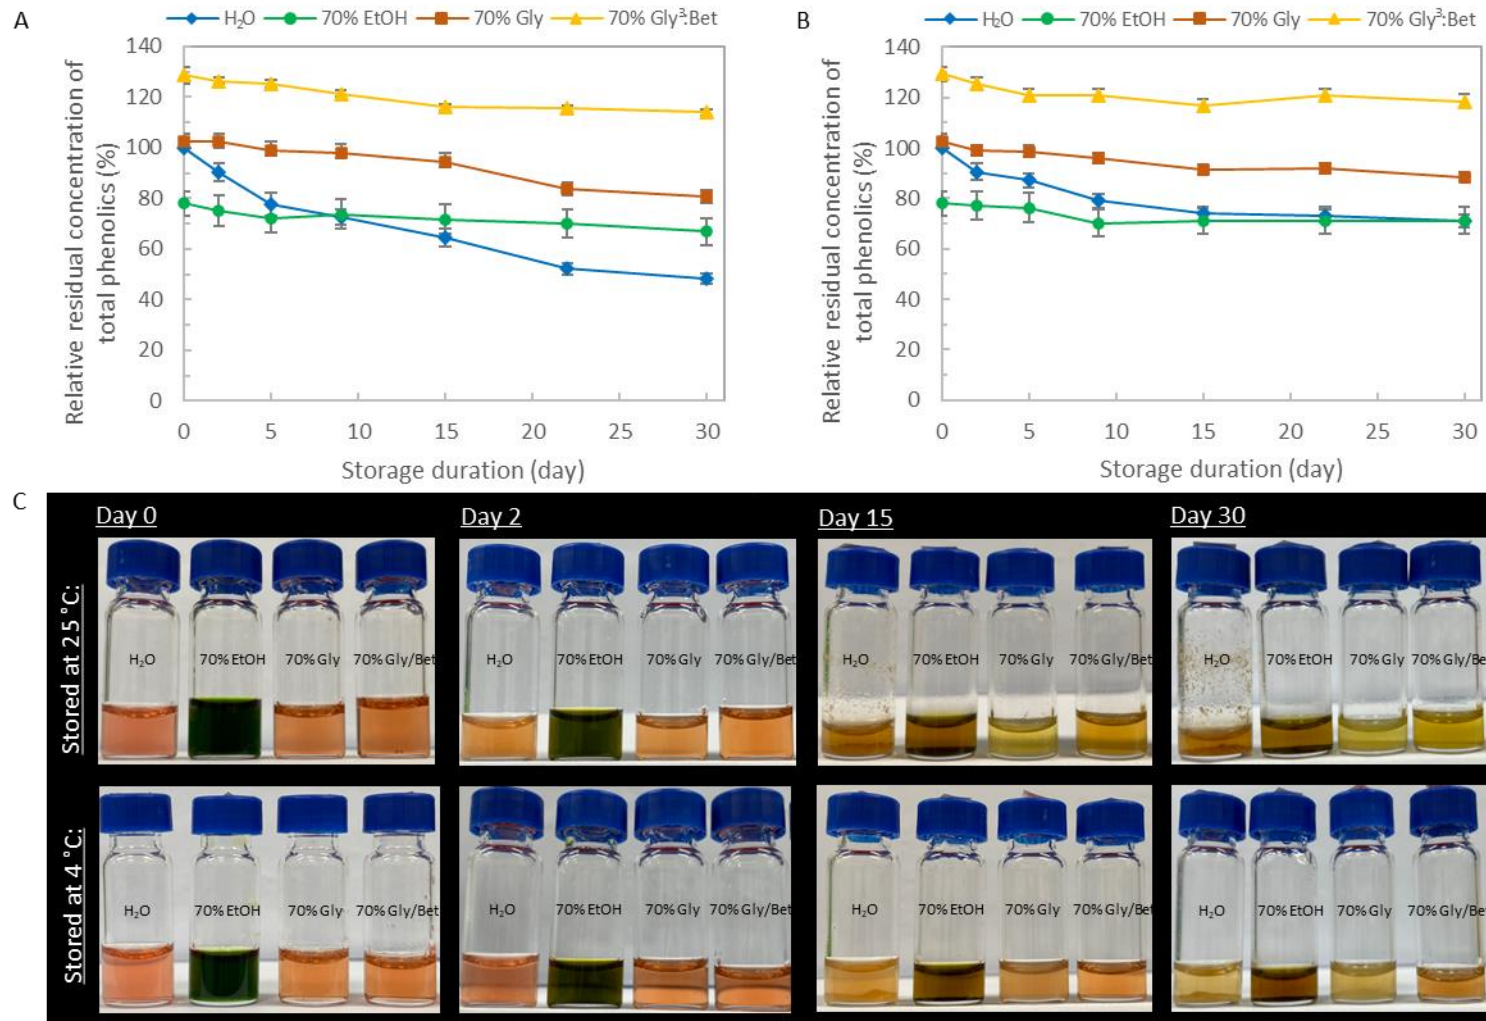 A
H₂O 70% EtOH 70% Gly 70% Gly³:Bet
140
120
100
80
60
40
20
0
0 5 10 15 20 25 30
Relative residual concentration of
total phenolics (%)
Storage duration (day)
B
H₂O 70% EtOH 70% Gly 70% Gly³:Bet
140
120
100
80
60
40
20
0
0 5 10 15 20 25 30
Relative residual concentration of
total phenolics (%)
Storage duration (day)
C
Day 0 Day 2 Day 15 Day 30
Stored at 25 °C:
H₂O 70% EtOH 70% Gly 70% Gly/Bet
H₂O 70% EtOH 70% Gly 70% Gly/Bet
H₂O 70% EtOH 70% Gly 70% Gly/Bet
H₂O 70% EtOH 70% Gly 70% Gly/Be
Stored at 4 °C:
H₂O 70% EtOH 70% Gly 70% Gly/Bet
H₂O 70% EtOH 70% Gly 70% Gly/Bet
H₂O 70% EtOH 70% Gly 70% Gly/Bet
H₂O 70% EtOH 70% Gly 70% Gly/Bet